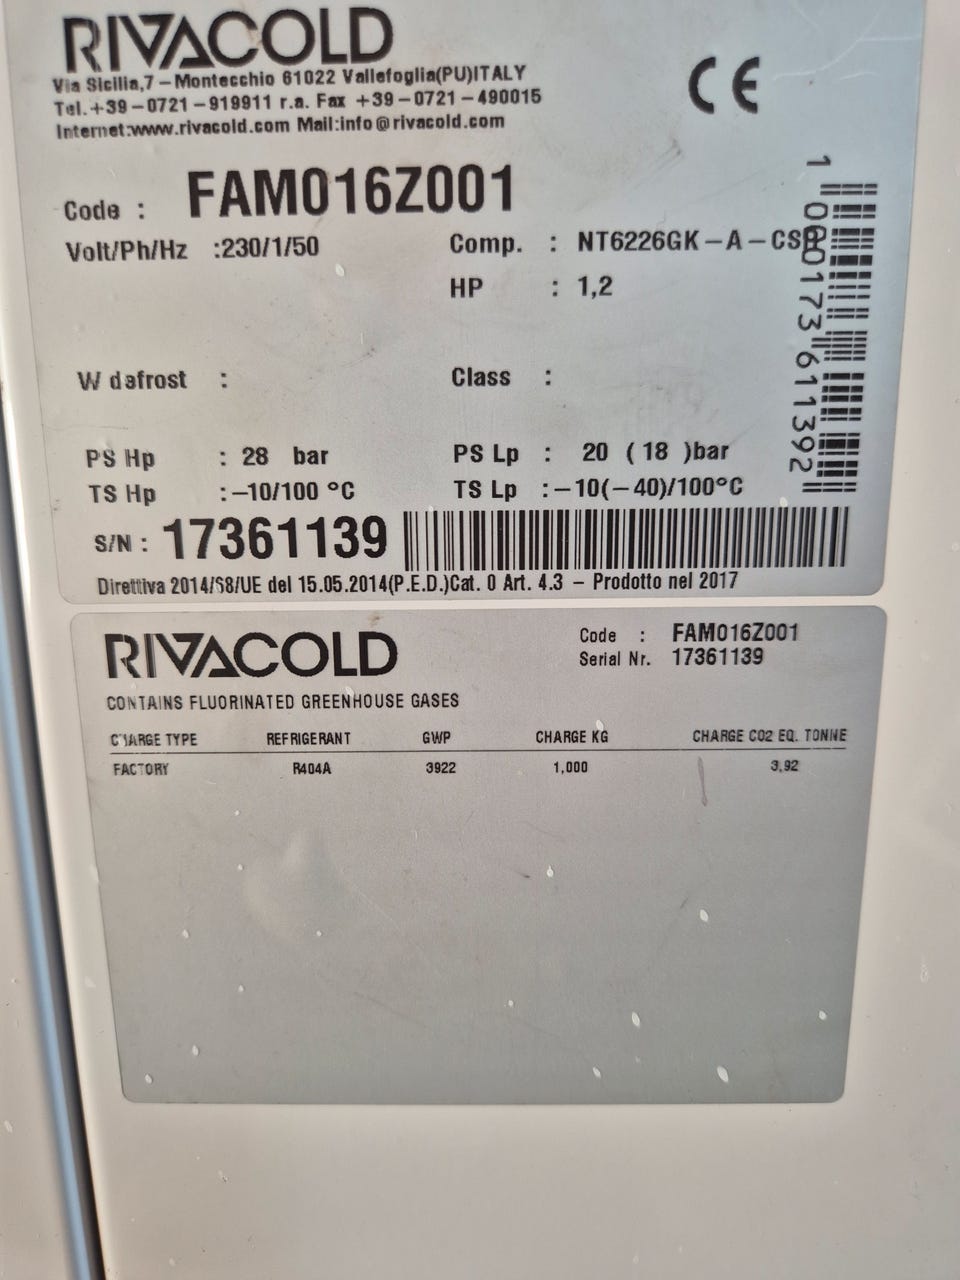 RIVACOLD
Via Sicilia,7 – Montecchio 61022 Vallefoglia(PU)ITALY
Tel.+39–0721–919911 r.a. Fax +39–0721–490015
Internet:www.rivacold.com Mail:info@rivacold.com
CE
Code : FAM016Z001
Volt/Ph/Hz :230/1/50
Comp. : NT6226GK–A–CSR
HP : 1,2
W dafrost :
Class :
PS Hp : 28 bar
PS Lp : 20 (18 )bar
TS Hp :–10/100 °C
TS Lp :–10(–40)/100°C
S/N : 17361139
Direttiva 2014/68/UE del 15.05.2014(P.E.D.)Cat. 0 Art. 4.3 – Prodotto nel 2017
RIVACOLD
Code : FAM016Z001
Serial Nr. 17361139
CONTAINS FLUORINATED GREENHOUSE GASES
CHARGE TYPE REFRIGERANT GWP CHARGE KG CHARGE CO2 EQ. TONNE
FACTORY R404A 3922 1,000 3,92